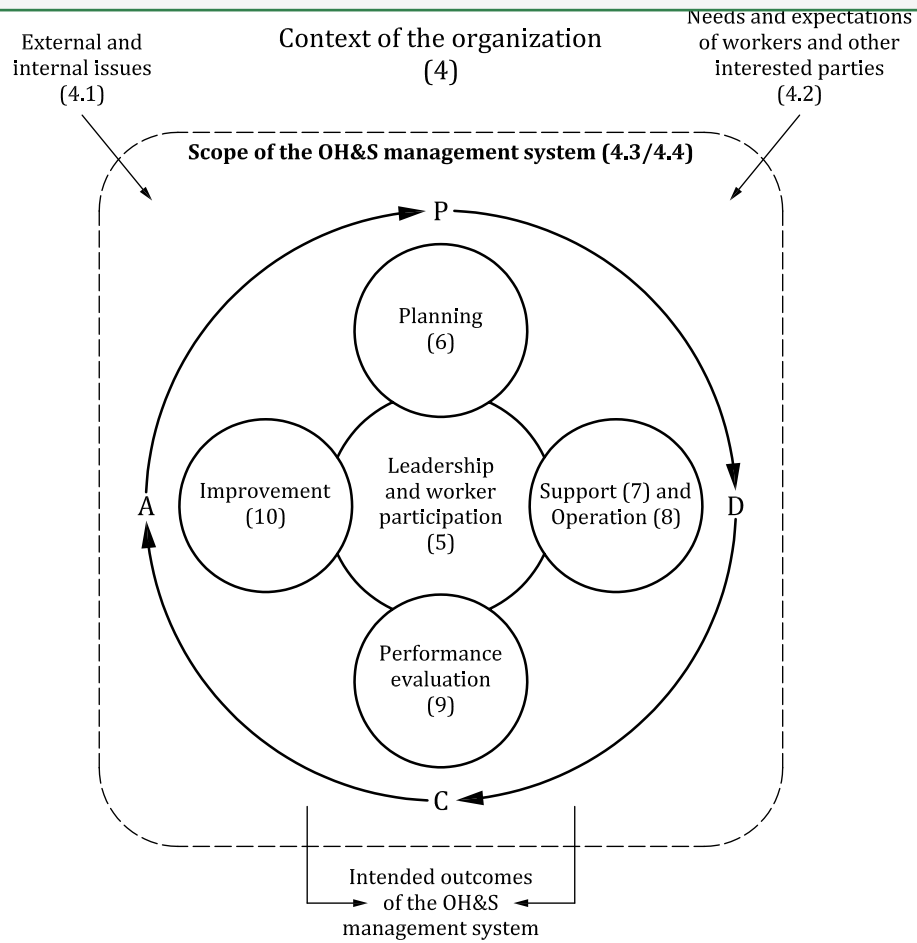 External and
internal issues
(4.1)
Context of the organization
(4)
Needs and expectations
of workers and other
interested parties
(4.2)
Scope of the OH&S management system (4.3/4.4)
P
Planning
(6)
A
Improvement
(10)
Leadership
and worker
participation
(5)
Support (7) and
Operation (8)
D
Performance
evaluation
(9)
C
Intended outcomes
of the OH&S
management system